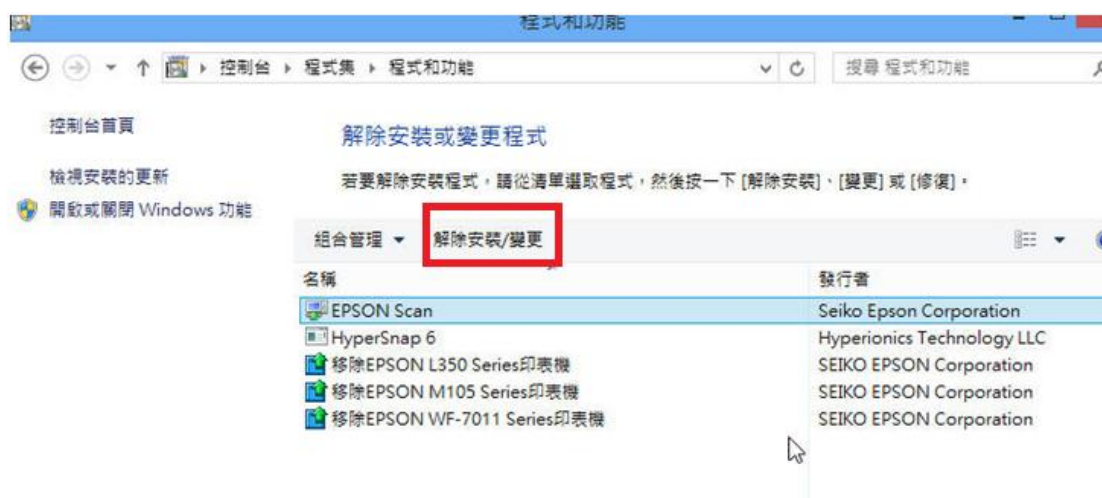 程式和功能
控制台 程式集 程式和功能 搜尋 程式和功能
控制台首頁
檢視安裝的更新
開啟或關閉 Windows 功能
解除安裝或變更程式
若要解除安裝程式，請從清單選取程式，然後按一下 [解除安裝]、[變更] 或 [修復]。
組合管理 解除安裝/變更
名稱 發行者
EPSON Scan Seiko Epson Corporation
HyperSnap 6 Hyperionics Technology LLC
移除EPSON L350 Series印表機 SEIKO EPSON Corporation
移除EPSON M105 Series印表機 SEIKO EPSON Corporation
移除EPSON WF-7011 Series印表機 SEIKO EPSON Corporation